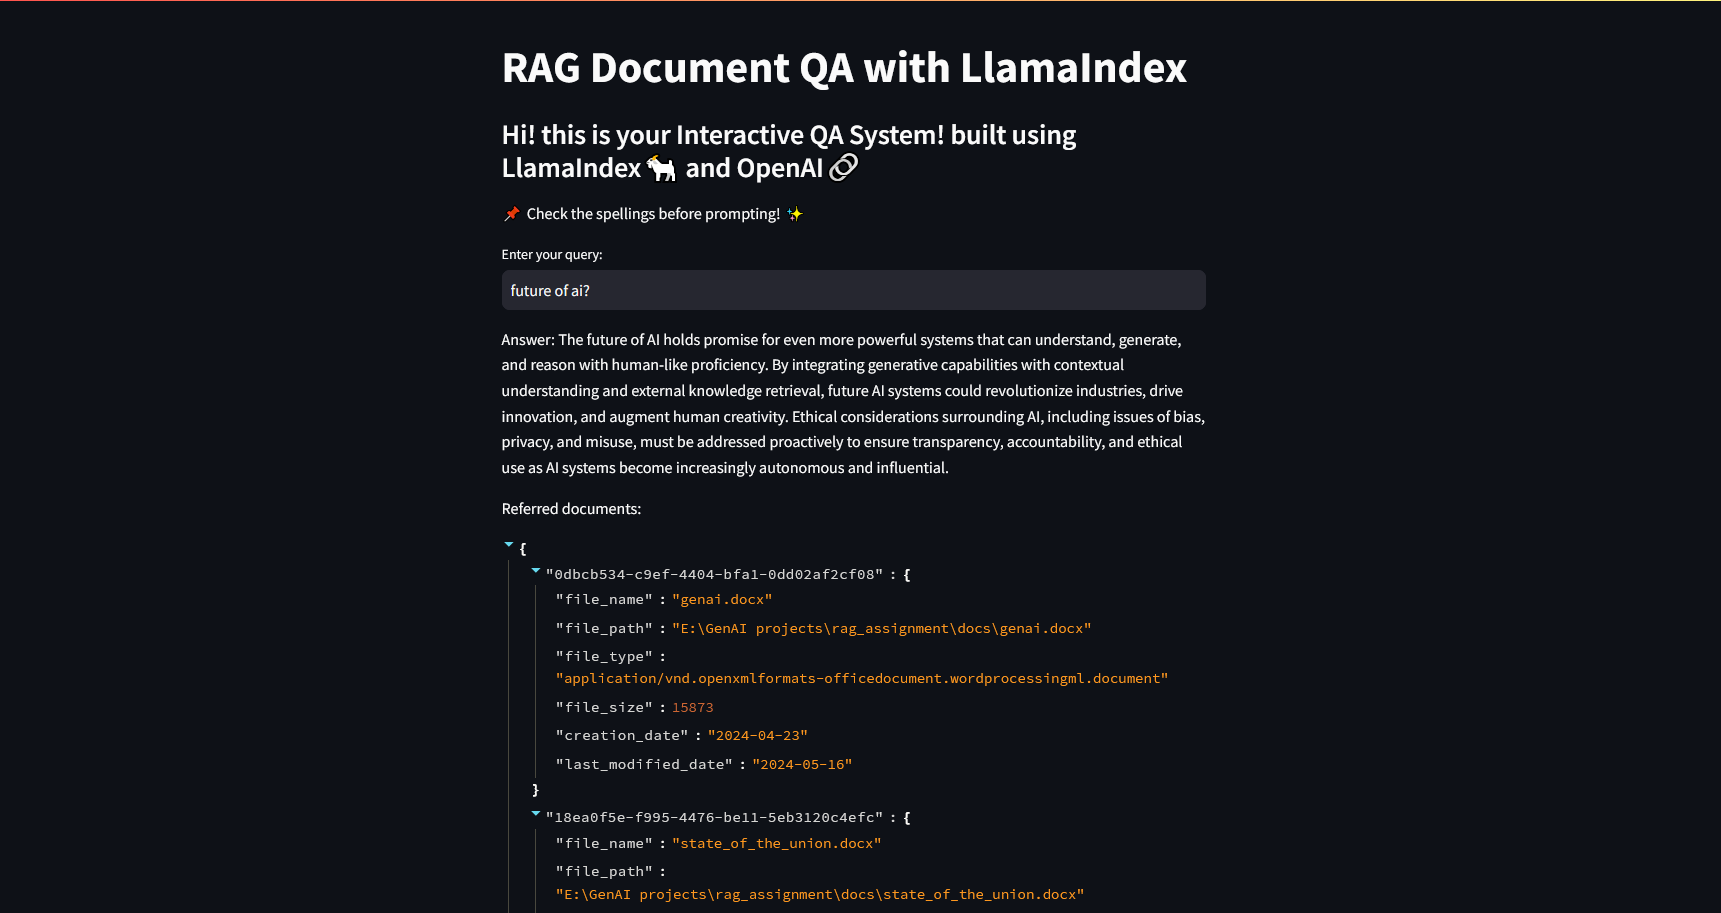 RAG Document QA with LlamaIndex
Hi! this is your Interactive QA System! built using
LlamaIndex 🐐 and OpenAI 🔗
📌 Check the spellings before prompting! ✨
Enter your query:
future of ai?
Answer: The future of AI holds promise for even more powerful systems that can understand, generate,
and reason with human-like proficiency. By integrating generative capabilities with contextual
understanding and external knowledge retrieval, future AI systems could revolutionize industries, drive
innovation, and augment human creativity. Ethical considerations surrounding AI, including issues of bias,
privacy, and misuse, must be addressed proactively to ensure transparency, accountability, and ethical
use as AI systems become increasingly autonomous and influential.
Referred documents:
{
"0dbcb534-c9ef-4404-bfa1-0dd02af2cf08" : {
"file_name" : "genai.docx"
"file_path" : "E:\GenAI projects\rag_assignment\docs\genai.docx"
"file_type" :
"application/vnd.openxmlformats-officedocument.wordprocessingml.document"
"file_size" : 15873
"creation_date" : "2024-04-23"
"last_modified_date" : "2024-05-16"
}
"18ea0f5e-f995-4476-be11-5eb3120c4efc" : {
"file_name" : "state_of_the_union.docx"
"file_path" :
"E:\GenAI projects\rag_assignment\docs\state_of_the_union.docx"